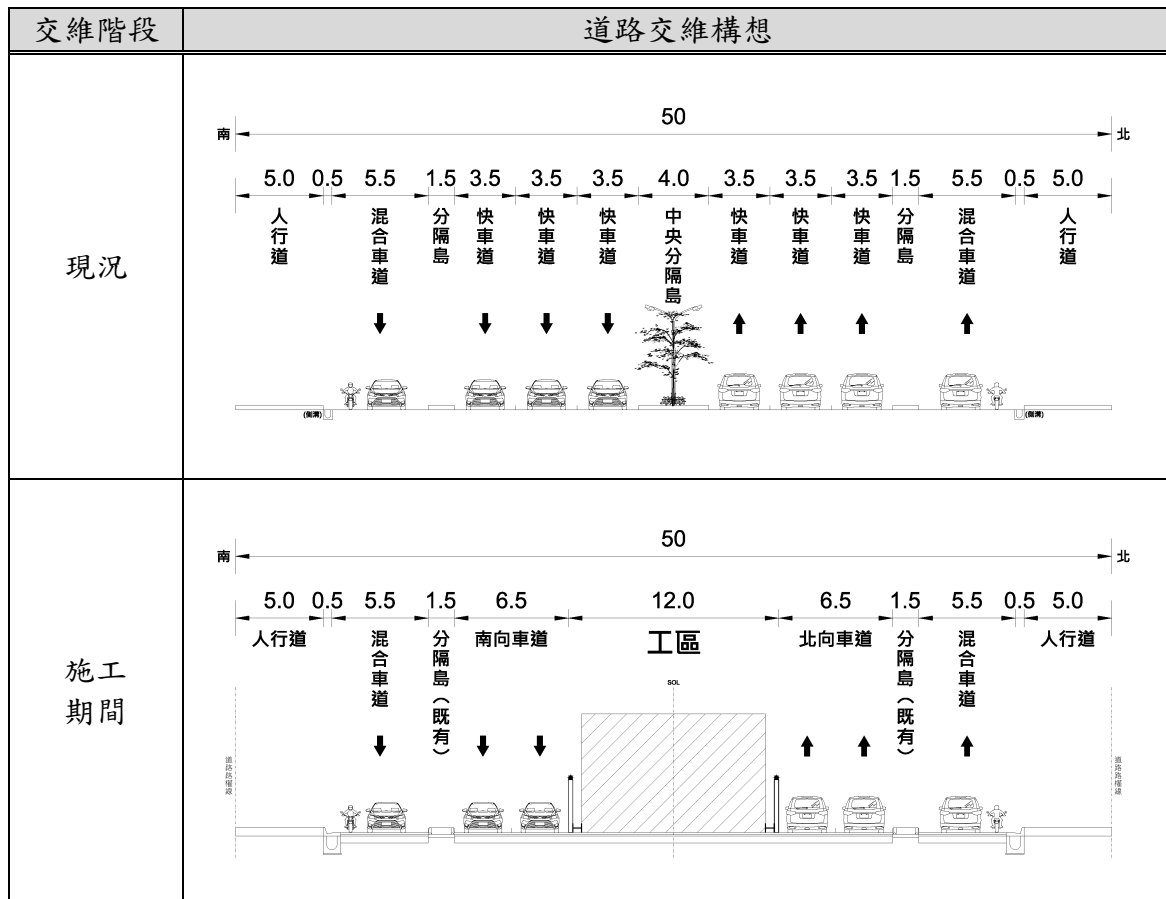 交維階段 道路交維構想
現況
50
南 北
5.0 0.5 5.5 1.5 3.5 3.5 3.5 4.0 3.5 3.5 3.5 1.5 5.5 0.5 5.0
人行道 混合車道 分隔島 快車道 快車道 快車道 中央分隔島 快車道 快車道 快車道 分隔島 混合車道 人行道
(側溝) (側溝)
施工
期間
50
南 北
5.0 0.5 5.5 1.5 6.5 12.0 6.5 1.5 5.5 0.5 5.0
人行道 混合車道 分隔島(既有) 南向車道 工區 北向車道 分隔島(既有) 混合車道 人行道
SOL
道路路權線 道路路權線